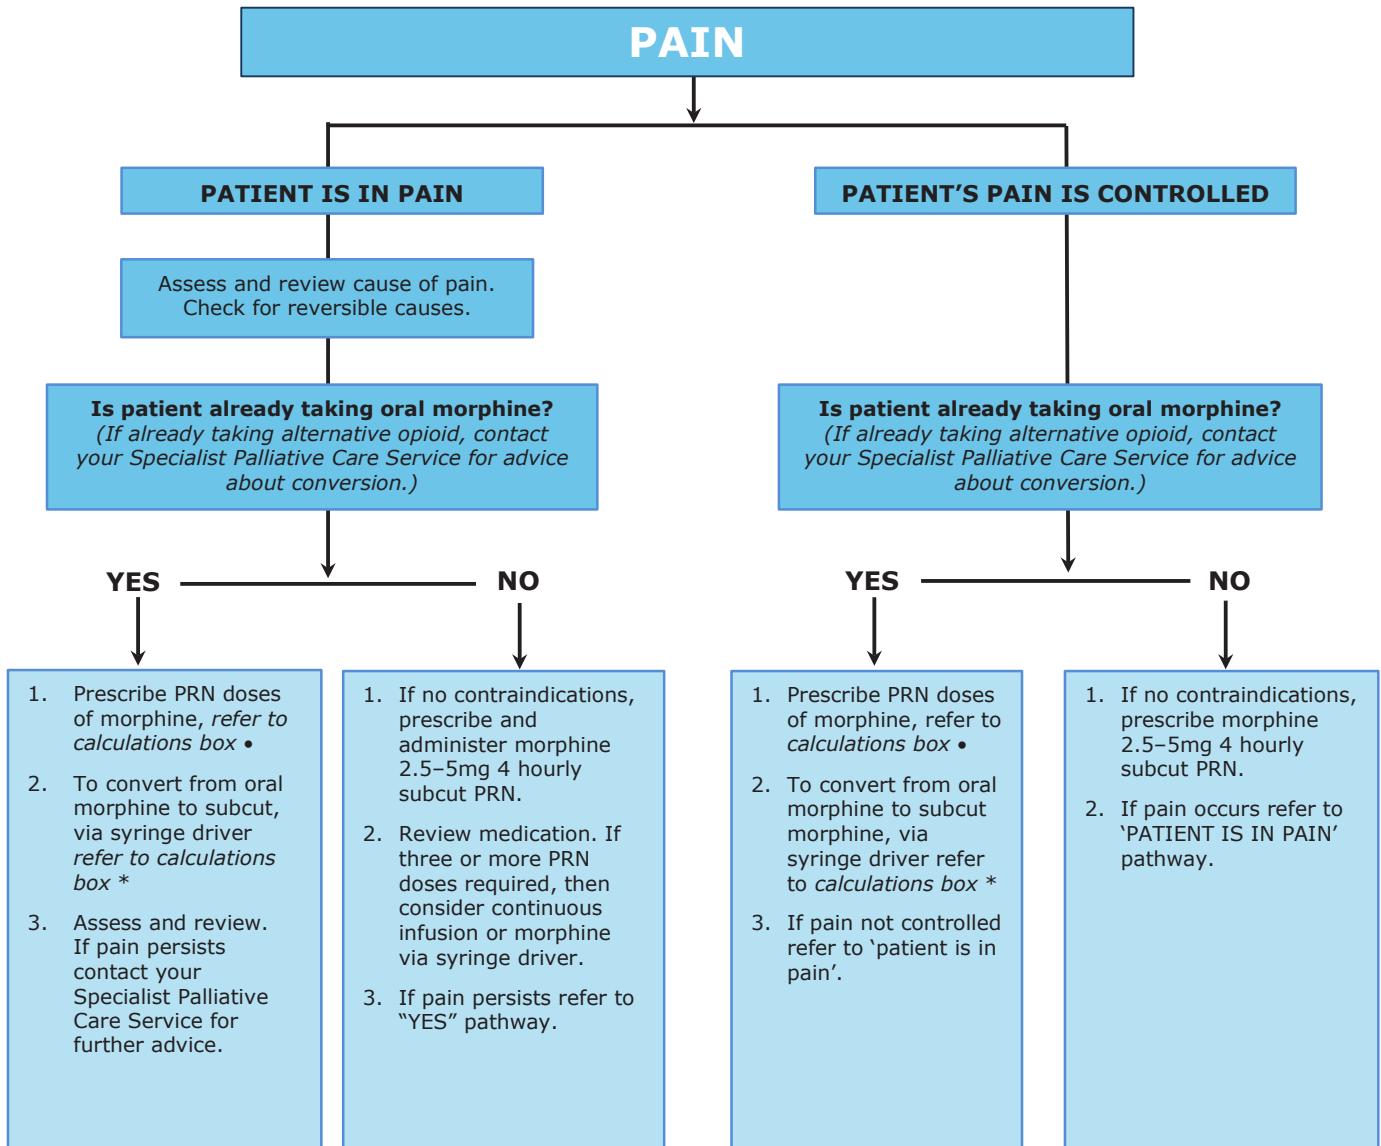 PAIN
PATIENT IS IN PAIN
Assess and review cause of pain.
Check for reversible causes.
Is patient already taking oral morphine?
(If already taking alternative opioid, contact
your Specialist Palliative Care Service for advice
about conversion.)
YES
NO
1. Prescribe PRN doses
of morphine, refer to
calculations box •
2. To convert from oral
morphine to subcut,
via syringe driver
refer to calculations
box *
3. Assess and review.
If pain persists
contact your
Specialist Palliative
Care Service for
further advice.
1. If no contraindications,
prescribe and
administer morphine
2.5–5mg 4 hourly
subcut PRN.
2. Review medication. If
three or more PRN
doses required, then
consider continuous
infusion or morphine
via syringe driver.
3. If pain persists refer to
“YES” pathway.
PATIENT’S PAIN IS CONTROLLED
Is patient already taking oral morphine?
(If already taking alternative opioid, contact
your Specialist Palliative Care Service for advice
about conversion.)
YES
NO
1. Prescribe PRN doses
of morphine, refer to
calculations box •
2. To convert from oral
morphine to subcut
morphine, via
syringe driver refer
to calculations box *
3. If pain not controlled
refer to ‘patient is in
pain’.
1. If no contraindications,
prescribe morphine
2.5–5mg 4 hourly
subcut PRN.
2. If pain occurs refer to
‘PATIENT IS IN PAIN’
pathway.